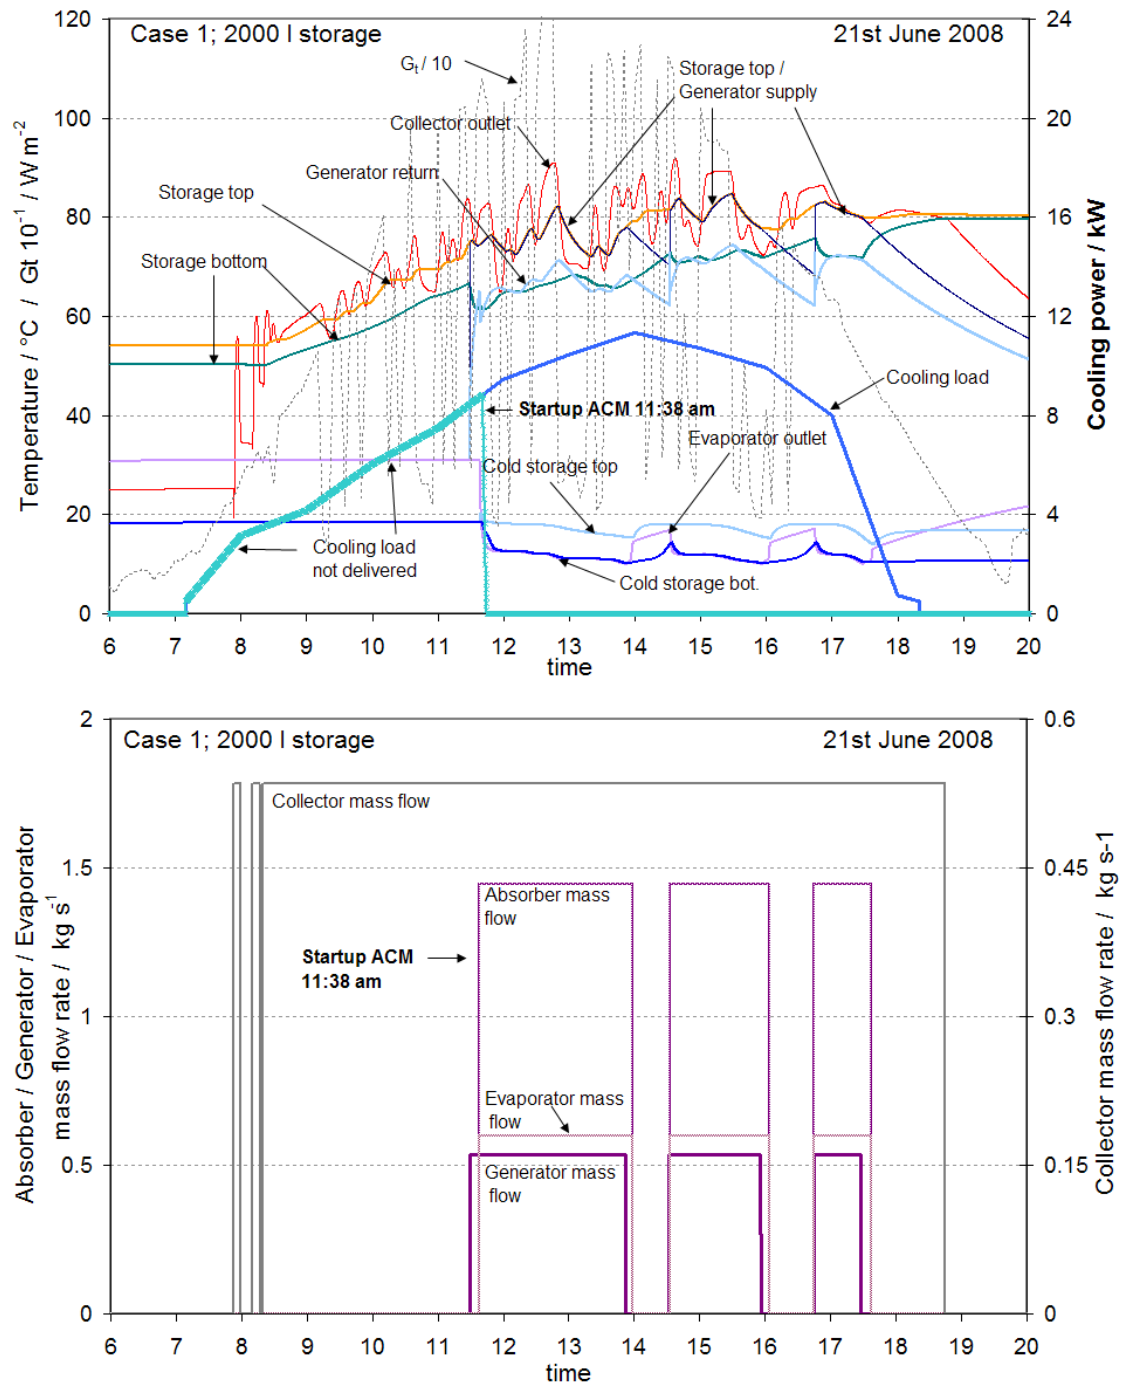 Case 1; 2000 l storage
21st June 2008
Gt / 10
Storage top /
Generator supply
Collector outlet
Generator return
Storage top
Storage bottom
Cooling load
Startup ACM 11:38 am
Evaporator outlet
Cold storage top
Cooling load
not delivered
Cold storage bot.
Temperature / °C / Gt 10⁻¹ / W m⁻²
120
100
80
60
40
20
0
Cooling power / kW
24
20
16
12
8
4
0
6 7 8 9 10 11 12 13 14 15 16 17 18 19 20
time
Case 1; 2000 l storage
21st June 2008
Collector mass flow
Absorber mass
flow
Startup ACM
11:38 am
Evaporator mass
flow
Generator mass
flow
Absorber / Generator / Evaporator
mass flow rate / kg s⁻¹
2
1.5
1
0.5
0
Collector mass flow rate / kg s-1
0.6
0.45
0.3
0.15
0
6 7 8 9 10 11 12 13 14 15 16 17 18 19 20
time